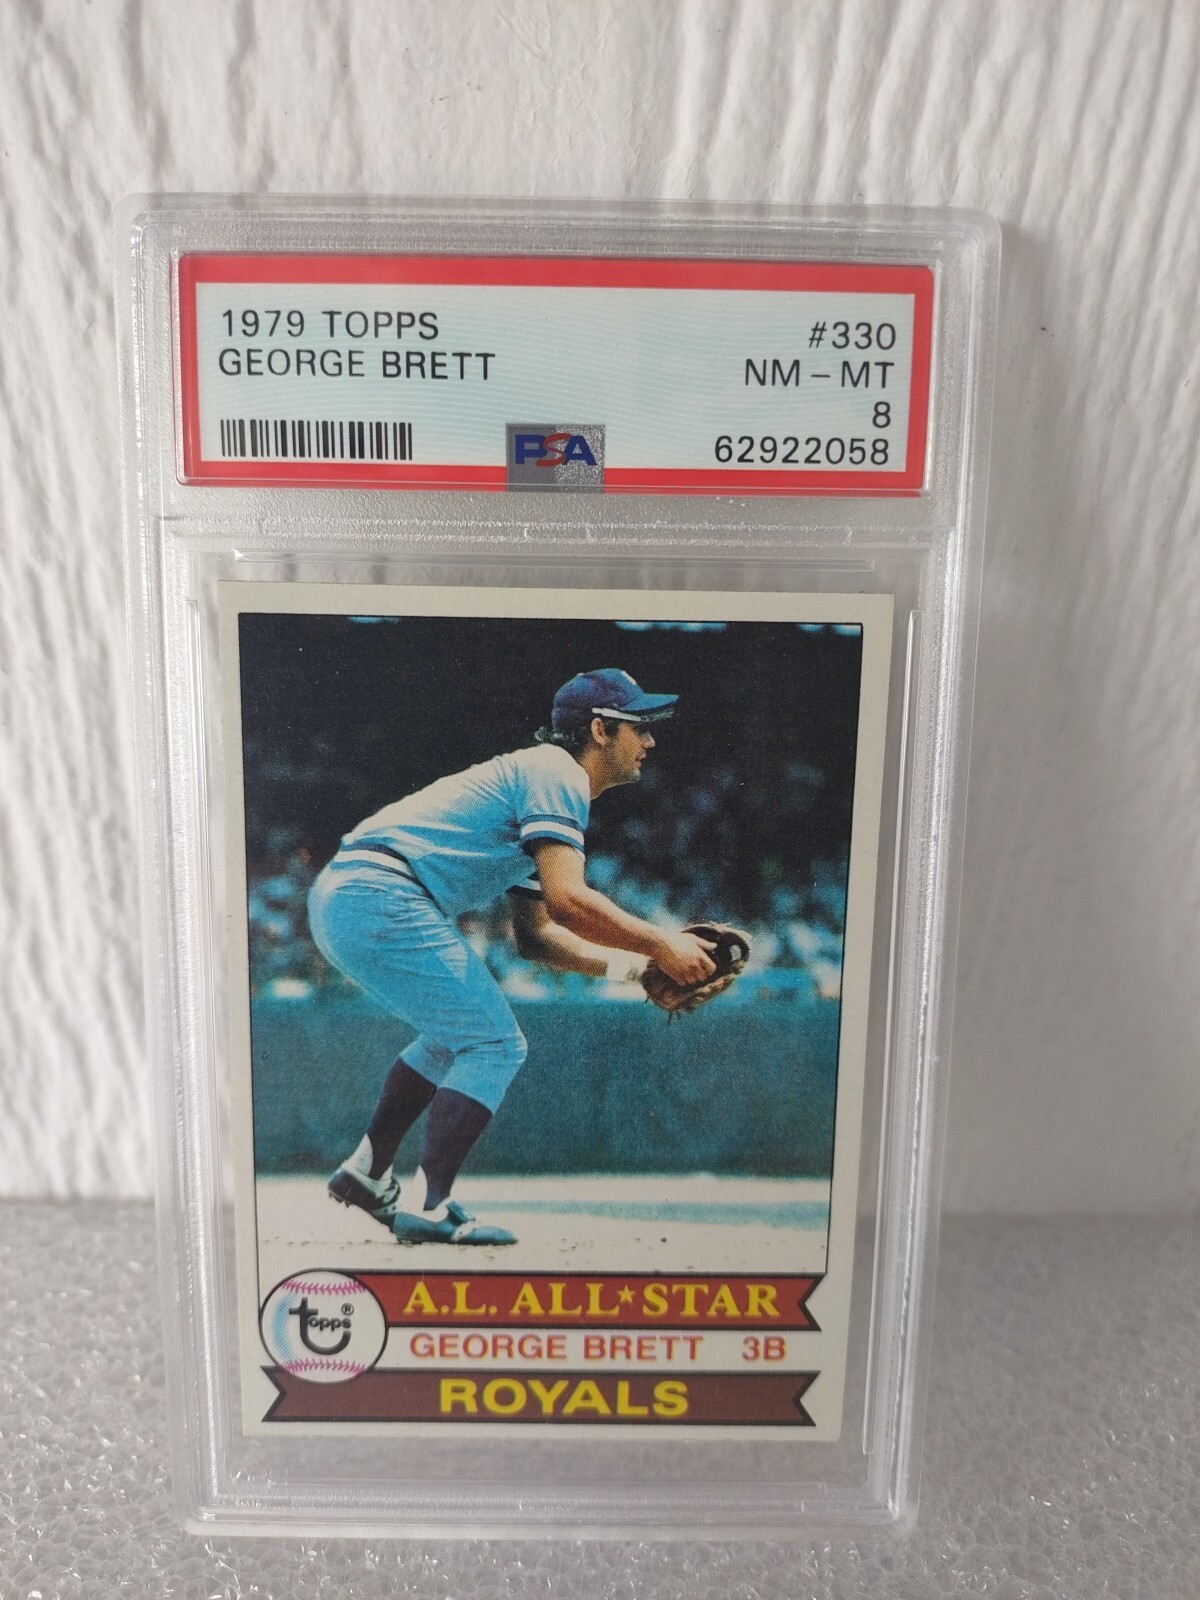 1979 TOPPS
GEORGE BRETT
#330
NM - MT
8
62922058
PSA
A.L. ALL★STAR
Topps®
GEORGE BRETT 3B
ROYALS